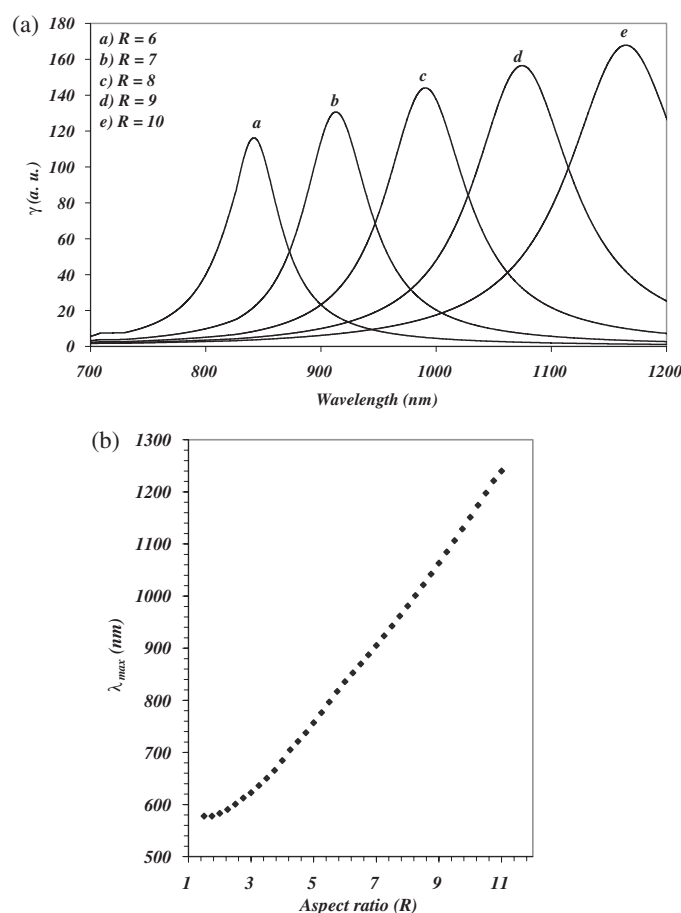 (a)
180
160
140
120
100
80
60
40
20
0
γ (a. u.)
a) R = 6
b) R = 7
c) R = 8
d) R = 9
e) R = 10
a
b
c
d
e
700 800 900 1000 1100 1200
Wavelength (nm)
(b)
1300
1200
1100
1000
900
800
700
600
500
λmax (nm)
1 3 5 7 9 11
Aspect ratio (R)